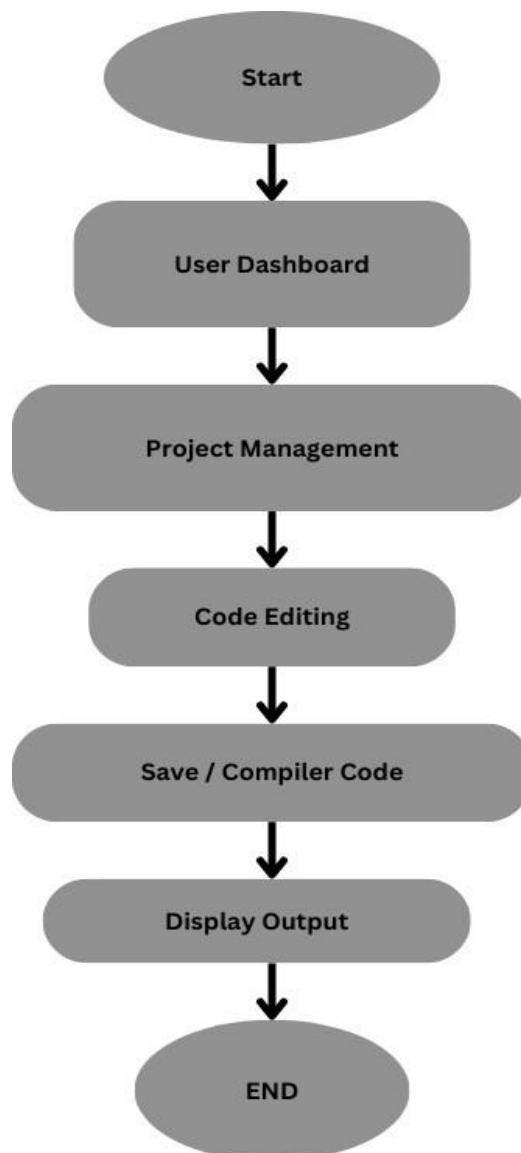 Start
User Dashboard
Project Management
Code Editing
Save / Compiler Code
Display Output
END